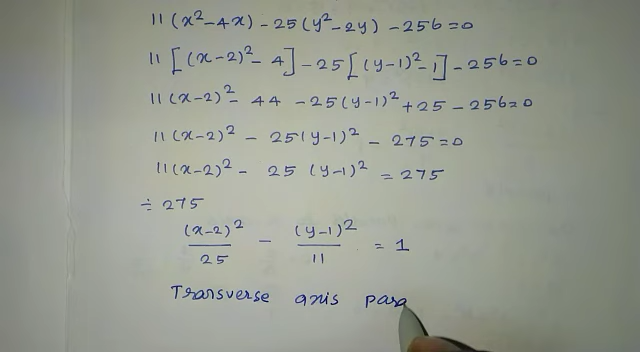 11(x²-4x) - 25(y²-2y) - 256 = 0
11[(x-2)²- 4] - 25[(y-1)²-1] - 256 = 0
11(x-2)²- 44 - 25(y-1)² + 25 - 256 = 0
11(x-2)² - 25(y-1)² - 275 = 0
11(x-2)² - 25 (y-1)² = 275
÷ 275
(x-2)²/25 - (y-1)²/11 = 1
Transverse axis para